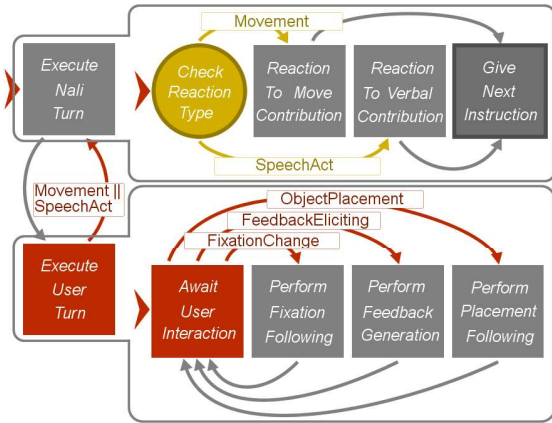 Movement
Execute
Nali
Turn
Check
Reaction
Type
Reaction
To Move
Contribution
Reaction
To Verbal
Contribution
Give
Next
Instruction
SpeechAct
Movement ||
SpeechAct
ObjectPlacement
FeedbackEliciting
FixationChange
Execute
User
Turn
Await
User
Interaction
Perform
Fixation
Following
Perform
Feedback
Generation
Perform
Placement
Following